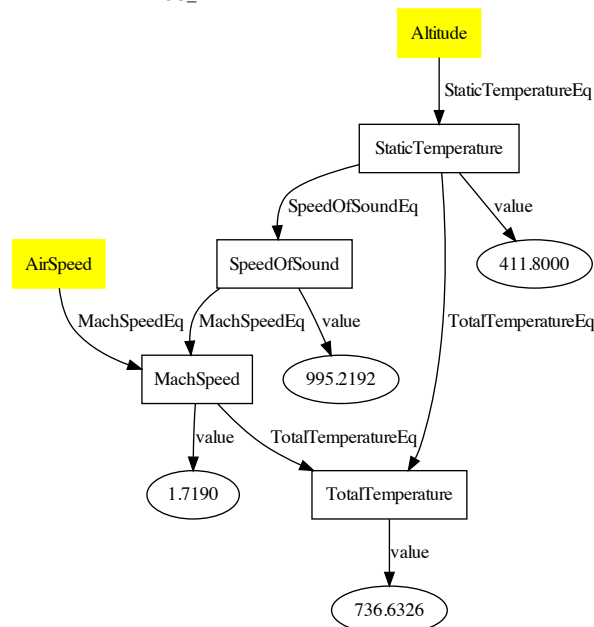 Altitude
StaticTemperatureEq
StaticTemperature
SpeedOfSoundEq
value
AirSpeed
SpeedOfSound
411.8000
MachSpeedEq
MachSpeedEq
value
TotalTemperatureEq
MachSpeed
995.2192
value
TotalTemperatureEq
1.7190
TotalTemperature
value
736.6326